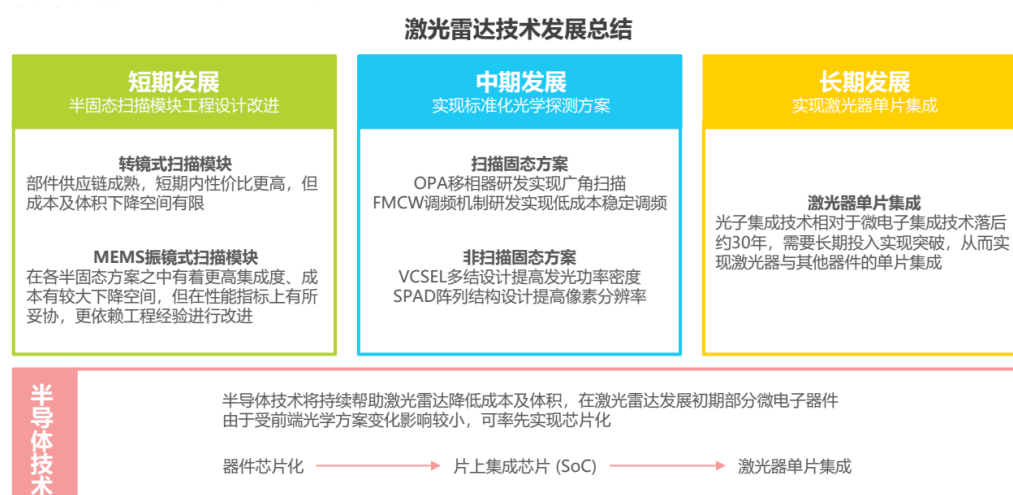 激光雷达技术发展总结
短期发展
半固态扫描模块工程设计改进
转镜式扫描模块
部件供应链成熟，短期内性价比更高，但
成本及体积下降空间有限
MEMS振镜式扫描模块
在各半固态方案之中有着更高集成度、成
本有较大下降空间，但在性能指标上有所
妥协，更依赖工程经验进行改进
中期发展
实现标准化光学探测方案
扫描固态方案
OPA移相器研发实现广角扫描
FMCW调频机制研发实现低成本稳定调频
非扫描固态方案
VCSEL多结设计提高发光功率密度
SPAD阵列结构设计提高像素分辨率
长期发展
实现激光器单片集成
激光器单片集成
光子集成技术相对于微电子集成技术落后
约30年，需要长期投入实现突破，从而实
现激光器与其他器件的单片集成
半导体技术
半导体技术将持续帮助激光雷达降低成本及体积，在激光雷达发展初期部分微电子器件
由于受前端光学方案变化影响较小，可率先实现芯片化
器件芯片化
片上集成芯片 (SoC)
激光器单片集成